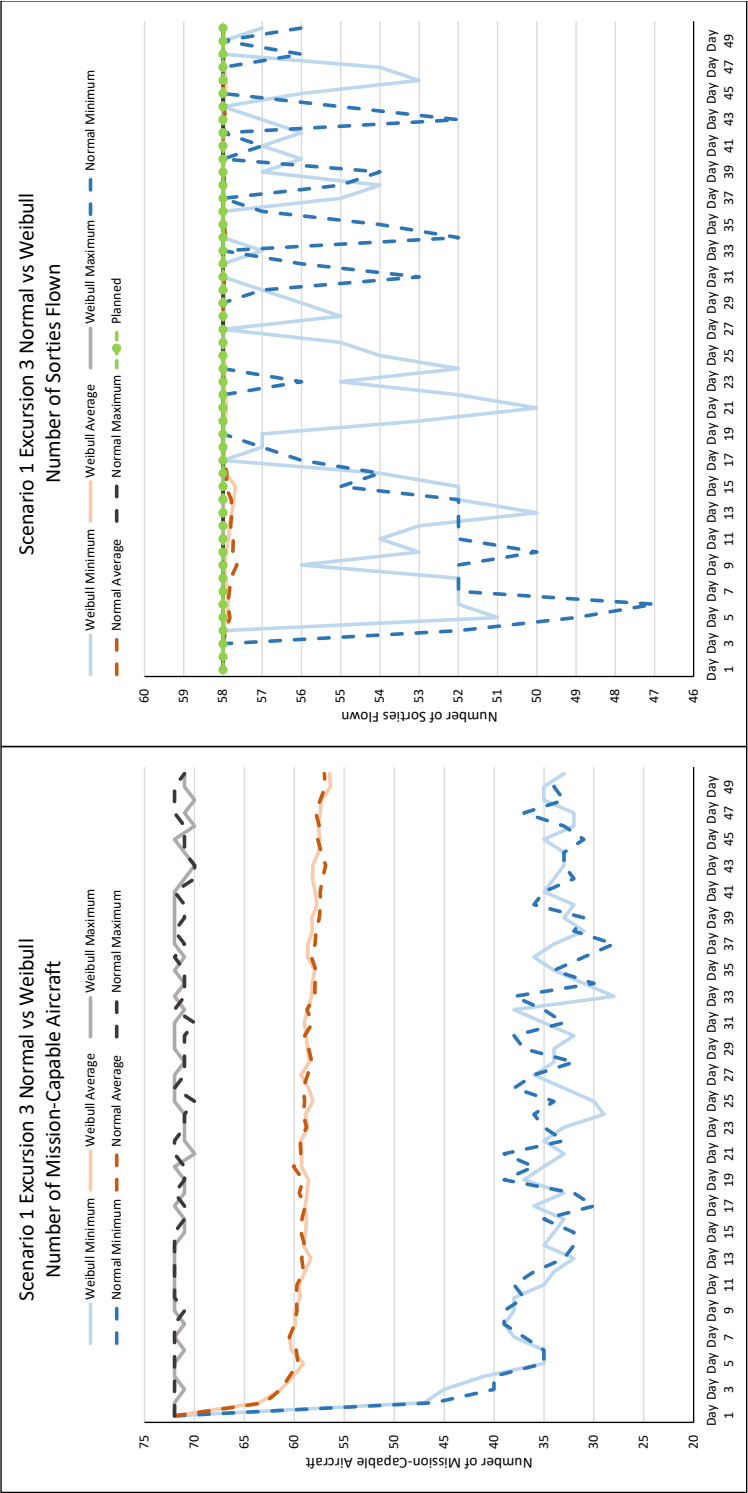 Scenario 1 Excursion 3 Normal vs Weibull
Number of Mission-Capable Aircraft
Weibull Minimum Weibull Average Weibull Maximum
Normal Minimum Normal Average Normal Maximum
75
70
65
60
55
50
45
40
35
30
25
20
Number of Mission-Capable Aircraft
Day Day Day Day Day Day Day Day Day Day Day Day Day Day Day Day Day Day Day Day Day Day Day Day Day
1 3 5 7 9 11 13 15 17 19 21 23 25 27 29 31 33 35 37 39 41 43 45 47 49
Scenario 1 Excursion 3 Normal vs Weibull
Number of Sorties Flown
Weibull Minimum Weibull Average Weibull Maximum Normal Minimum
Normal Average Normal Maximum Planned
60
59
58
57
56
55
54
53
52
51
50
49
48
47
46
Number of Sorties Flown
Day Day Day Day Day Day Day Day Day Day Day Day Day Day Day Day Day Day Day Day Day Day Day Day Day
1 3 5 7 9 11 13 15 17 19 21 23 25 27 29 31 33 35 37 39 41 43 45 47 49